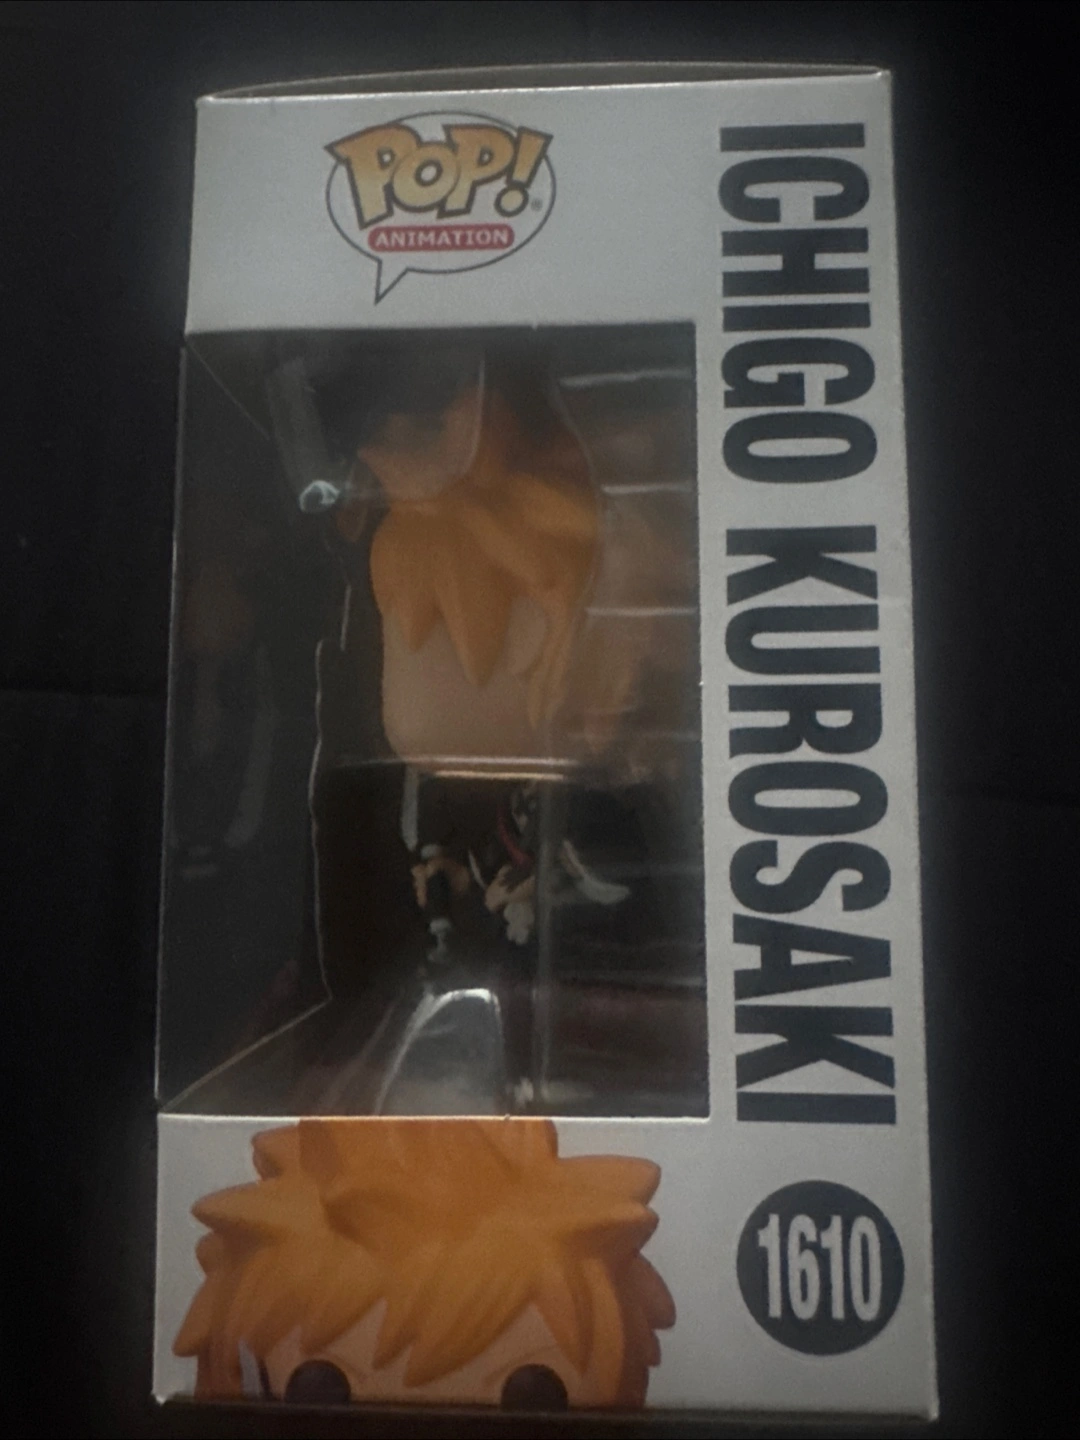 POP!
ANIMATION
ICHIGO KUROSAKI
1610